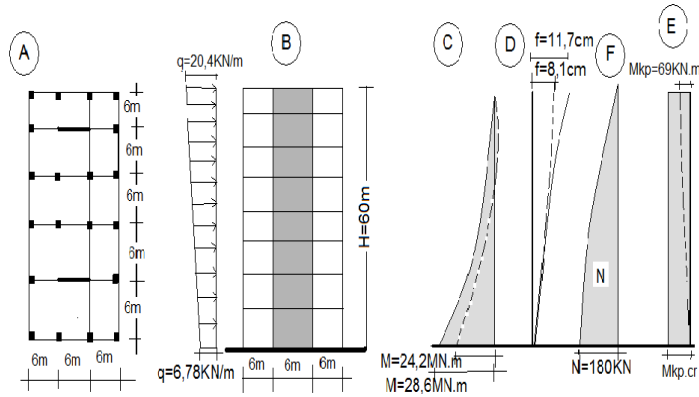 A
6m
6m
6m
6m
6m
6m 6m 6m
q=20,4KN/m
B
H=60m
6m 6m 6m
q=6,78KN/m
C
D
f=11,7cm
f=8,1cm
F
E
Mkp=69KN.m
N
M=24,2MN.m
M=28,6MN.m
N=180KN
Mkp.cr